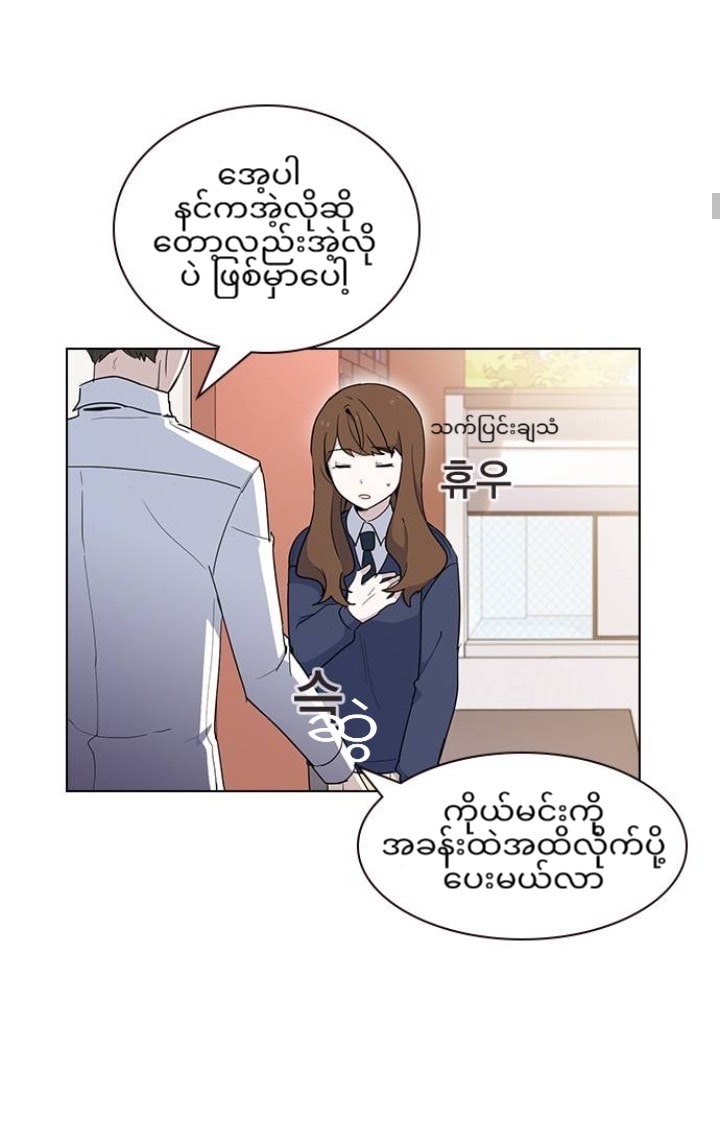 အေ့ပါ
နင်ကအဲ့လိုဆို
တော့လည်းအဲ့လို
ပဲ ဖြစ်မှာပေါ့
သက်ပြင်းချသံ
휴우
슥
ဆွဲ
ကိုယ်မင်းကို
အခန်းထဲအထိလိုက်ပို့
ပေးမယ်လာ